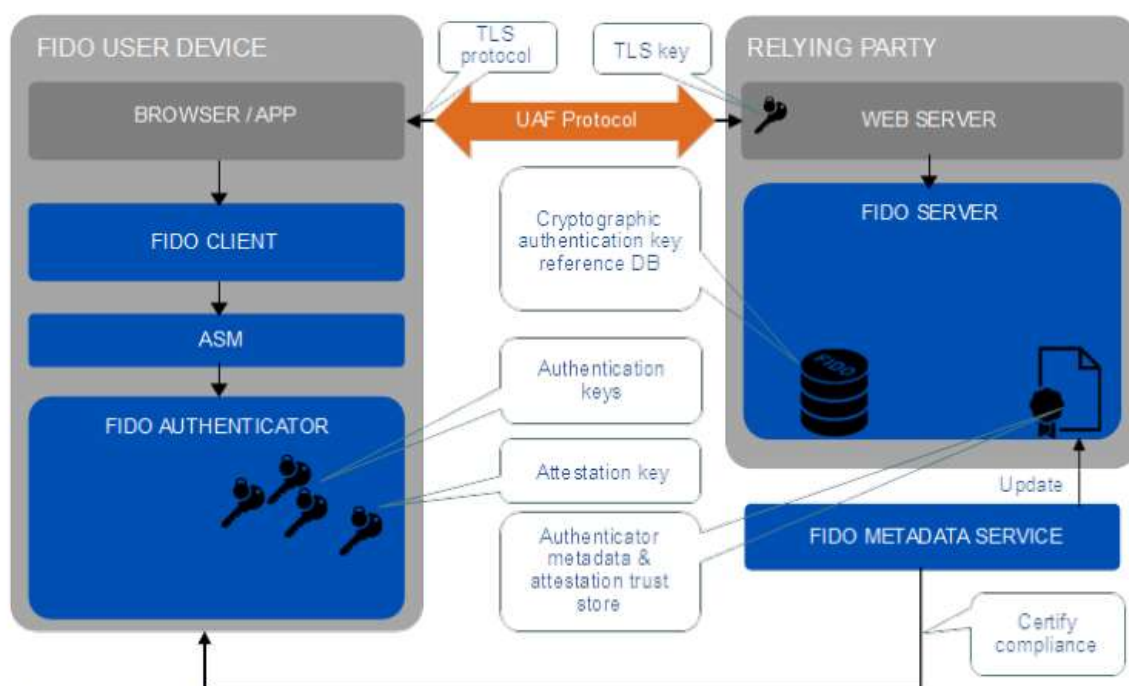 FIDO USER DEVICE
TLS
protocol
TLS key
RELYING PARTY
BROWSER / APP
UAF Protocol
WEB SERVER
FIDO CLIENT
Cryptographic
authentication key
reference DB
FIDO SERVER
ASM
FIDO
Authentication
keys
FIDO AUTHENTICATOR
Attestation key
Update
Authenticator
metadata &
attestation trust
store
FIDO METADATA SERVICE
Certify
compliance